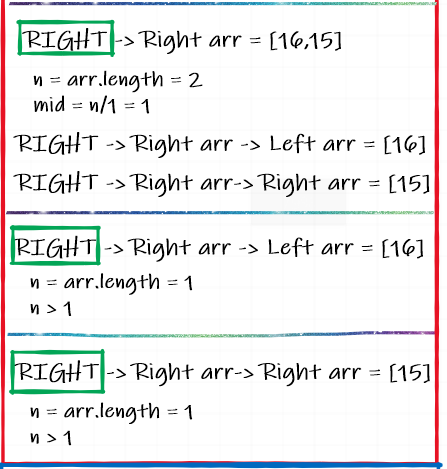 RIGHT -> Right arr = [16,15]
n = arr.length = 2
mid = n/1 = 1
RIGHT -> Right arr -> Left arr = [16]
RIGHT -> Right arr-> Right arr = [15]
RIGHT -> Right arr -> Left arr = [16]
n = arr.length = 1
n > 1
RIGHT -> Right arr-> Right arr = [15]
n = arr.length = 1
n > 1